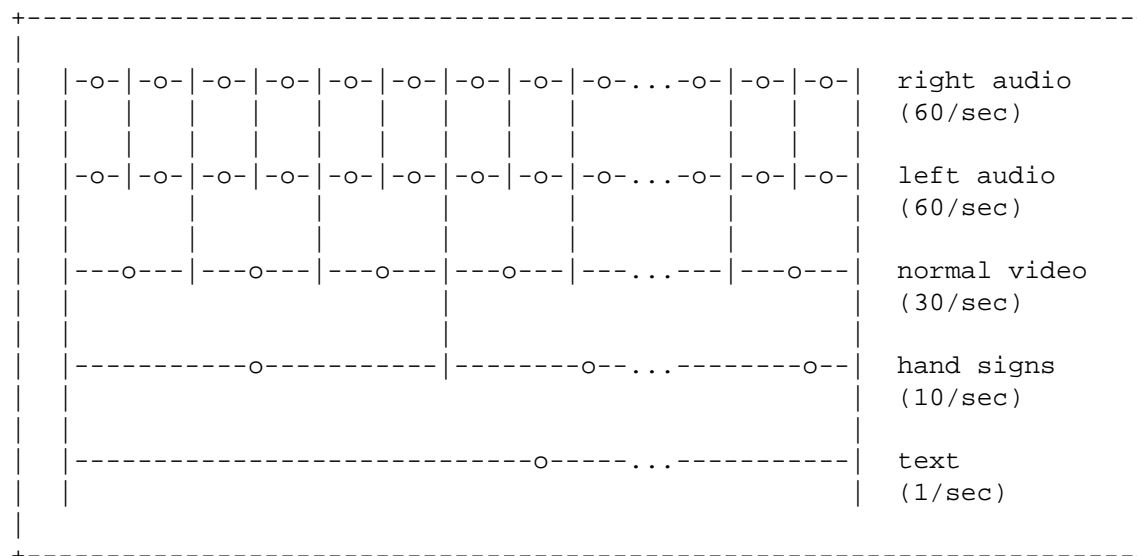 right audio
(60/sec)
left audio
(60/sec)
normal video
(30/sec)
hand signs
(10/sec)
text
(1/sec)